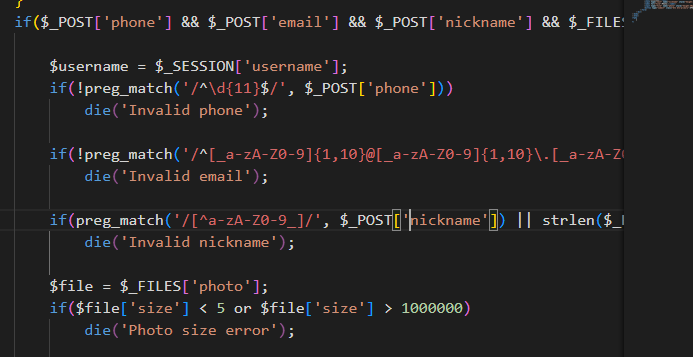 }
if($_POST['phone'] && $_POST['email'] && $_POST['nickname'] && $_FILES
$username = $_SESSION['username'];
if(!preg_match('/^\d{11}$/', $_POST['phone']))
die('Invalid phone');
if(!preg_match('/^[_a-zA-Z0-9]{1,10}@[_a-zA-Z0-9]{1,10}\.[_a-zA-Z0
die('Invalid email');
if(preg_match('/[^a-zA-Z0-9_]/', $_POST['nickname']) || strlen($_
die('Invalid nickname');
$file = $_FILES['photo'];
if($file['size'] < 5 or $file['size'] > 1000000)
die('Photo size error');